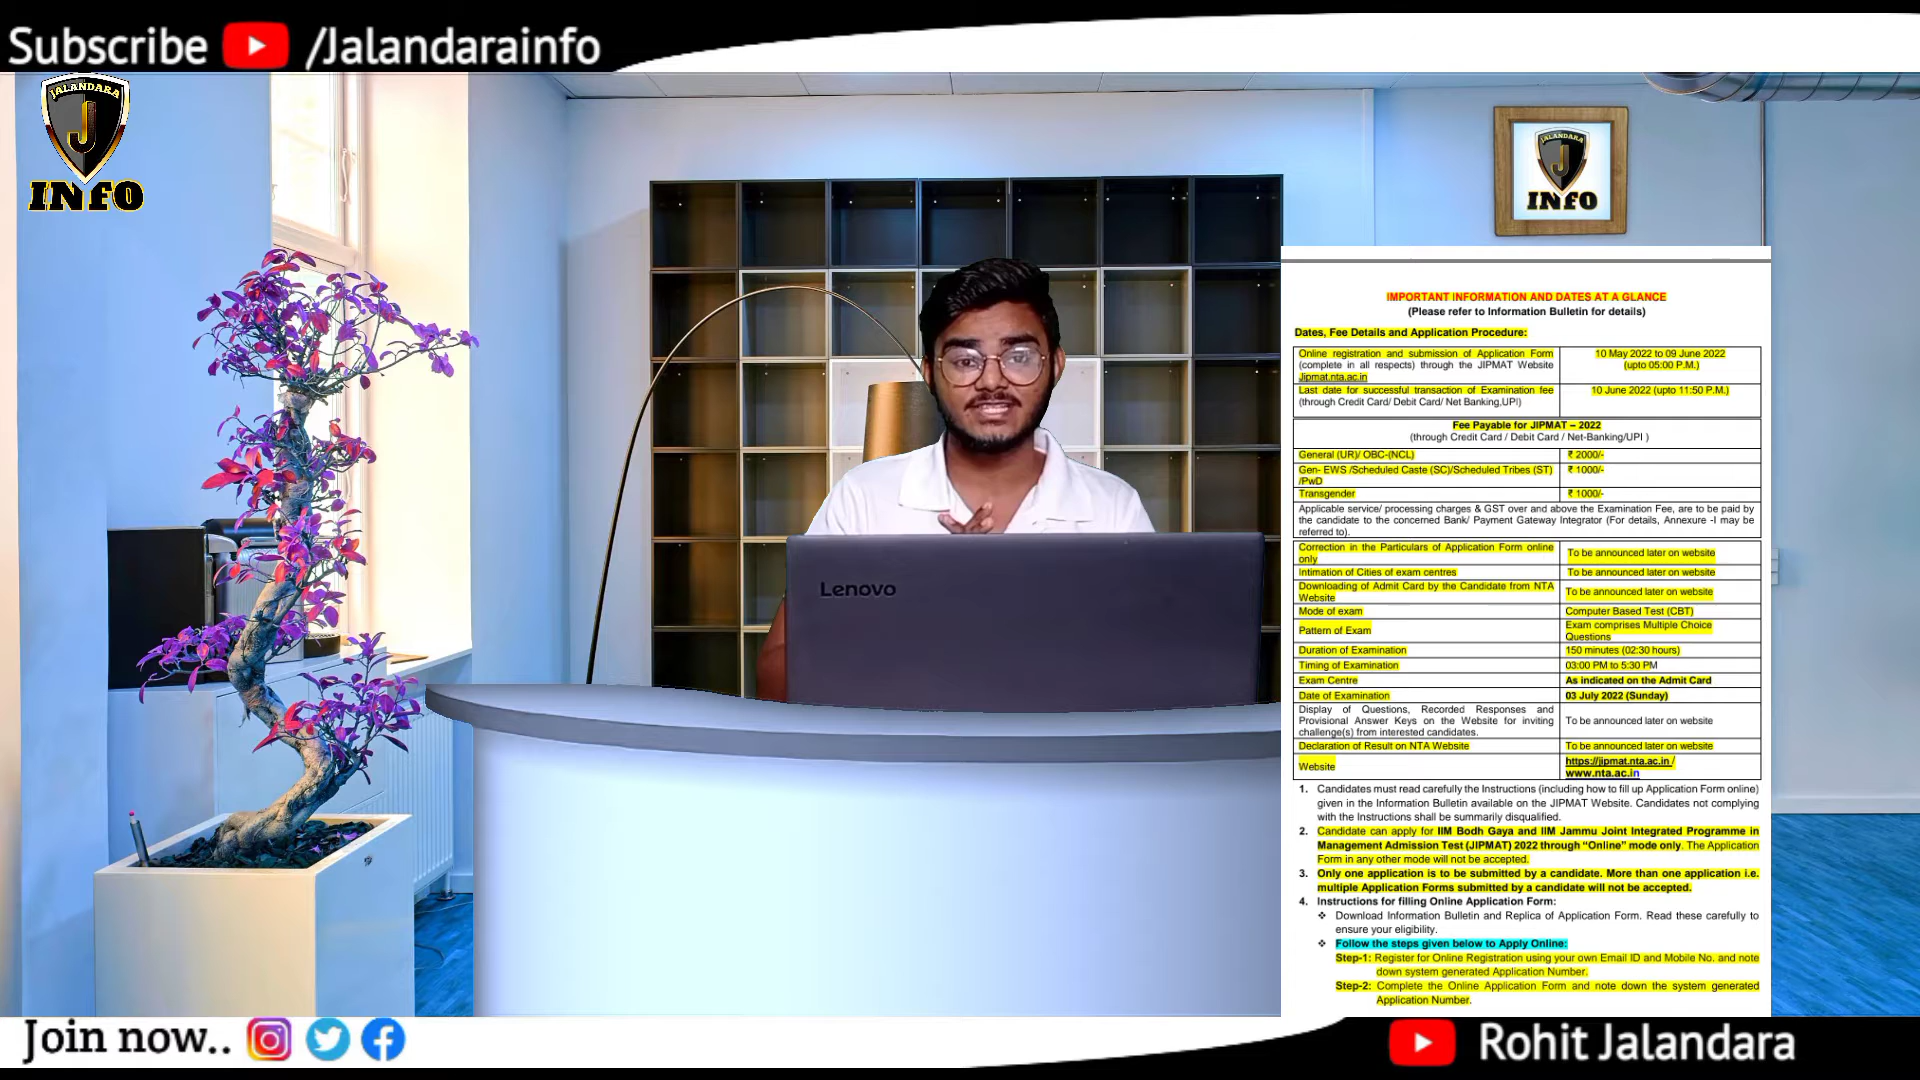 Subscribe /Jalandarainfo
JALANDARA
J
INFO
JALANDARA
J
INFO
IMPORTANT INFORMATION AND DATES AT A GLANCE
(Please refer to Information Bulletin for details)
Dates, Fee Details and Application Procedure:
Online registration and submission of Application Form 10 May 2022 to 09 June 2022
(complete in all respects) through the JIPMAT Website (upto 05:00 P.M.)
Jipmat.nta.ac.in
Last date for successful transaction of Examination fee 10 June 2022 (upto 11:50 P.M.)
(through Credit Card/ Debit Card/ Net Banking,UPI)
Fee Payable for JIPMAT – 2022
(through Credit Card / Debit Card / Net-Banking/UPI )
General (UR)/ OBC-(NCL) ₹ 2000/-
Gen- EWS /Scheduled Caste (SC)/Scheduled Tribes (ST) ₹ 1000/-
/PwD
Transgender ₹ 1000/-
Applicable service/ processing charges & GST over and above the Examination Fee, are to be paid by
the candidate to the concerned Bank/ Payment Gateway Integrator (For details, Annexure -I may be
referred to).
Correction in the Particulars of Application Form online To be announced later on website
only
Intimation of Cities of exam centres To be announced later on website
Downloading of Admit Card by the Candidate from NTA To be announced later on website
Website
Mode of exam Computer Based Test (CBT)
Pattern of Exam Exam comprises Multiple Choice
Questions
Duration of Examination 150 minutes (02:30 hours)
Timing of Examination 03:00 PM to 5:30 PM
Exam Centre As indicated on the Admit Card
Date of Examination 03 July 2022 (Sunday)
Display of Questions, Recorded Responses and
Provisional Answer Keys on the Website for inviting To be announced later on website
challenge(s) from interested candidates.
Declaration of Result on NTA Website To be announced later on website
Website https://jipmat.nta.ac.in /
www.nta.ac.in
1. Candidates must read carefully the Instructions (including how to fill up Application Form online)
given in the Information Bulletin available on the JIPMAT Website. Candidates not complying
with the Instructions shall be summarily disqualified.
2. Candidate can apply for IIM Bodh Gaya and IIM Jammu Joint Integrated Programme in
Management Admission Test (JIPMAT) 2022 through “Online” mode only. The Application
Form in any other mode will not be accepted.
3. Only one application is to be submitted by a candidate. More than one application i.e.
multiple Application Forms submitted by a candidate will not be accepted.
4. Instructions for filling Online Application Form:
❖ Download Information Bulletin and Replica of Application Form. Read these carefully to
ensure your eligibility.
❖ Follow the steps given below to Apply Online:
Step-1: Register for Online Registration using your own Email ID and Mobile No. and note
down system generated Application Number.
Step-2: Complete the Online Application Form and note down the system generated
Application Number.
Lenovo
Join now..
Rohit Jalandara